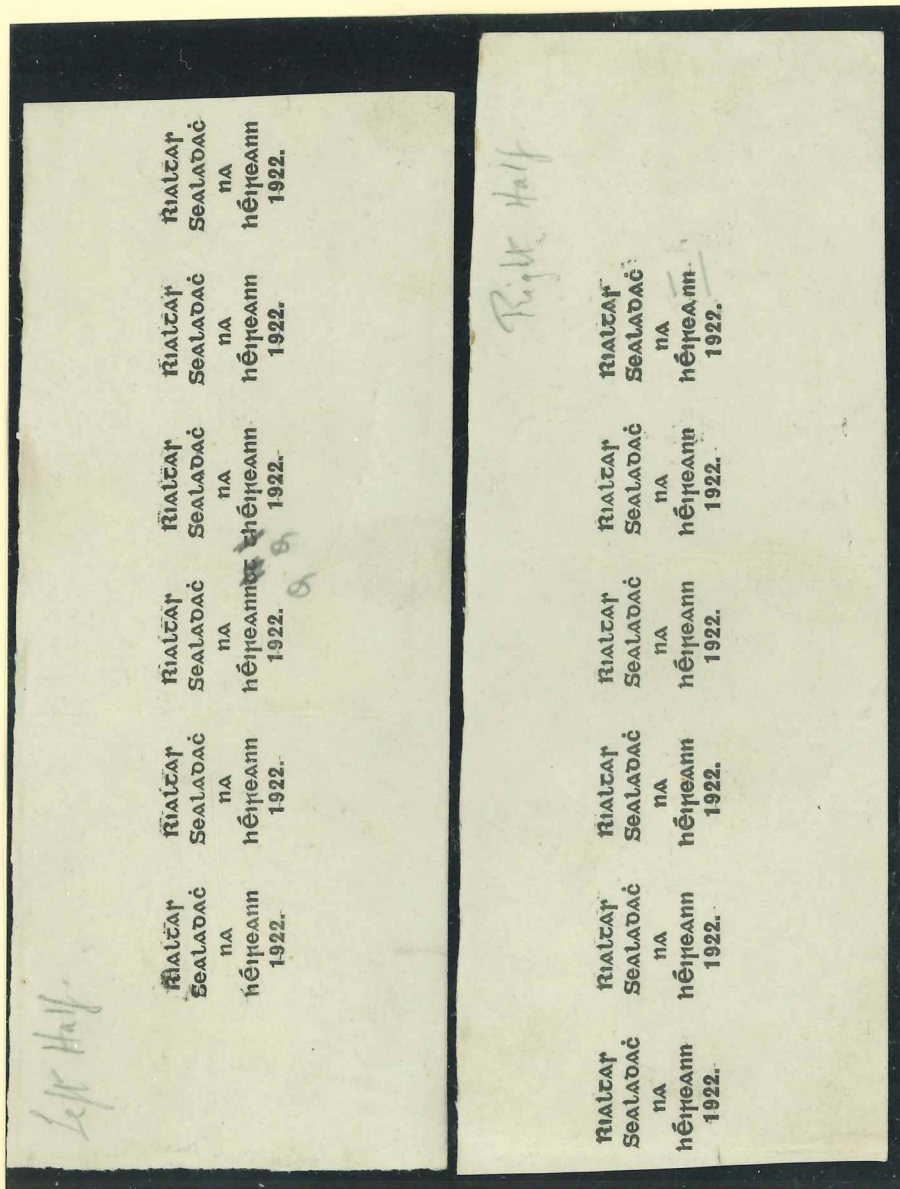 Left Half.
Rialtas
Sealadaċ
na
hÉireann
1922.
Rialtas
Sealadaċ
na
hÉireann
1922.
Rialtas
Sealadaċ
na
hÉireann
1922.
Rialtas
Sealadaċ
na
hÉireann
1922.
Rialtas
Sealadaċ
na
hÉireann
1922.
Rialtas
Sealadaċ
na
hÉireann
1922.
Right Half
Rialtas
Sealadaċ
na
hÉireann
1922.
Rialtas
Sealadaċ
na
hÉireann
1922.
Rialtas
Sealadaċ
na
hÉireann
1922.
Rialtas
Sealadaċ
na
hÉireann
1922.
Rialtas
Sealadaċ
na
hÉireann
1922.
Rialtas
Sealadaċ
na
hÉireann
1922.